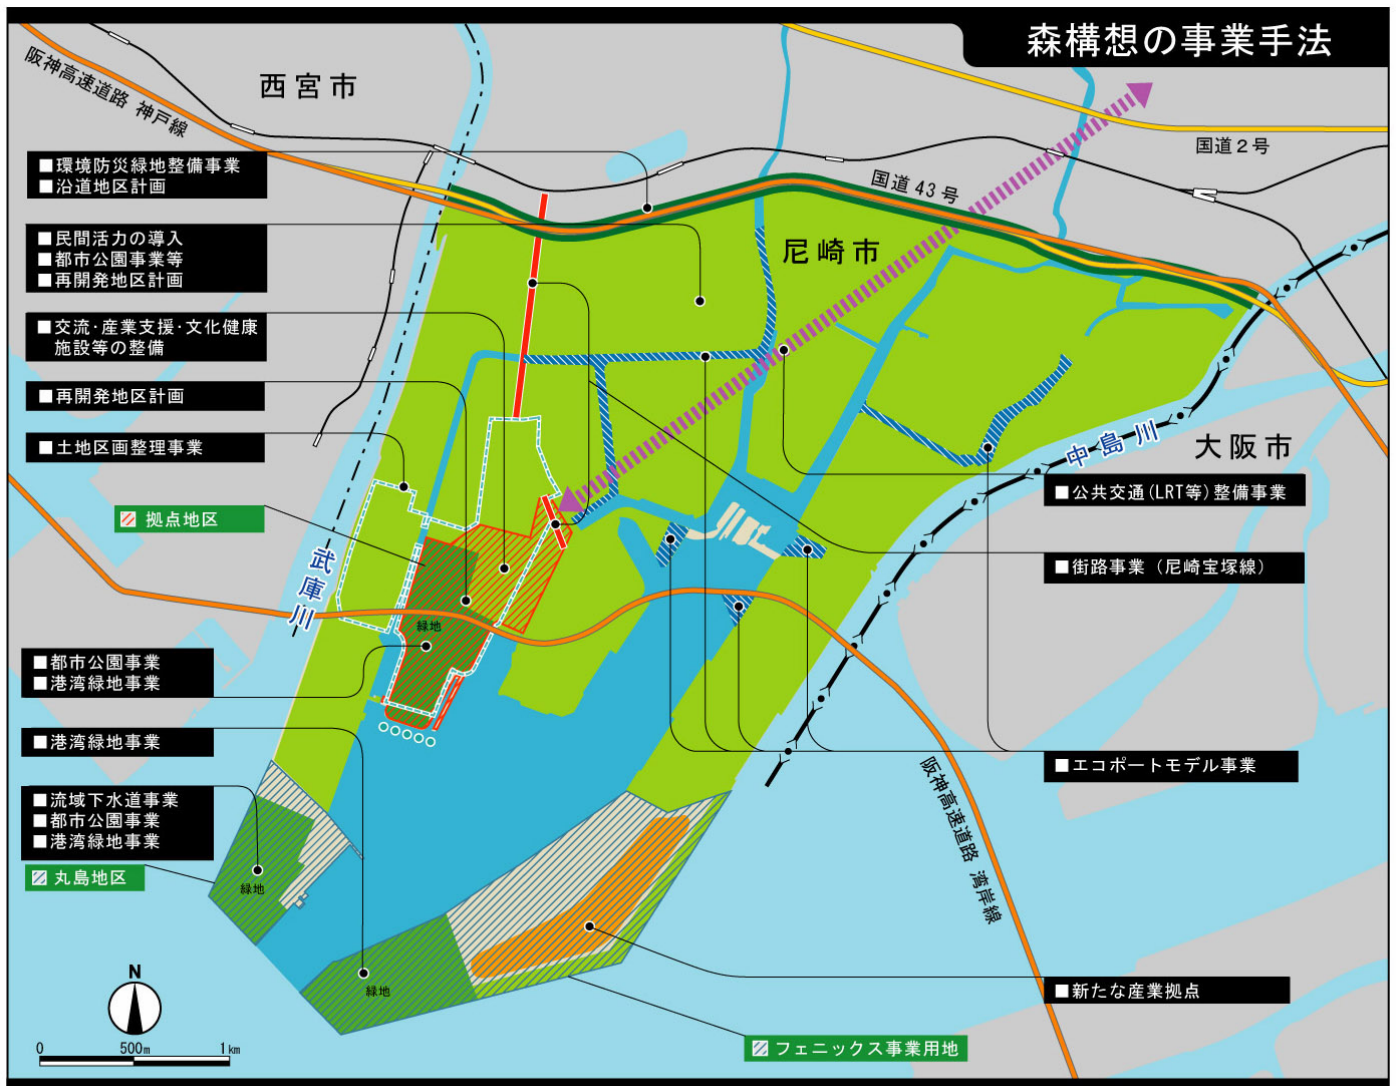 森構想の事業手法
西宮市
阪神高速道路 神戸線
国道2号
国道43号
尼崎市
大阪市
中島川
武庫川
■環境防災緑地整備事業
■沿道地区計画
■民間活力の導入
■都市公園事業等
■再開発地区計画
■交流・産業支援・文化健康
施設等の整備
■再開発地区計画
■土地区画整理事業
拠点地区
■公共交通(LRT等)整備事業
■街路事業(尼崎宝塚線)
緑地
■都市公園事業
■港湾緑地事業
■港湾緑地事業
■エコポートモデル事業
■流域下水道事業
■都市公園事業
■港湾緑地事業
丸島地区
緑地
阪神高速道路 湾岸線
緑地
■新たな産業拠点
フェニックス事業用地
N
0 500m 1km